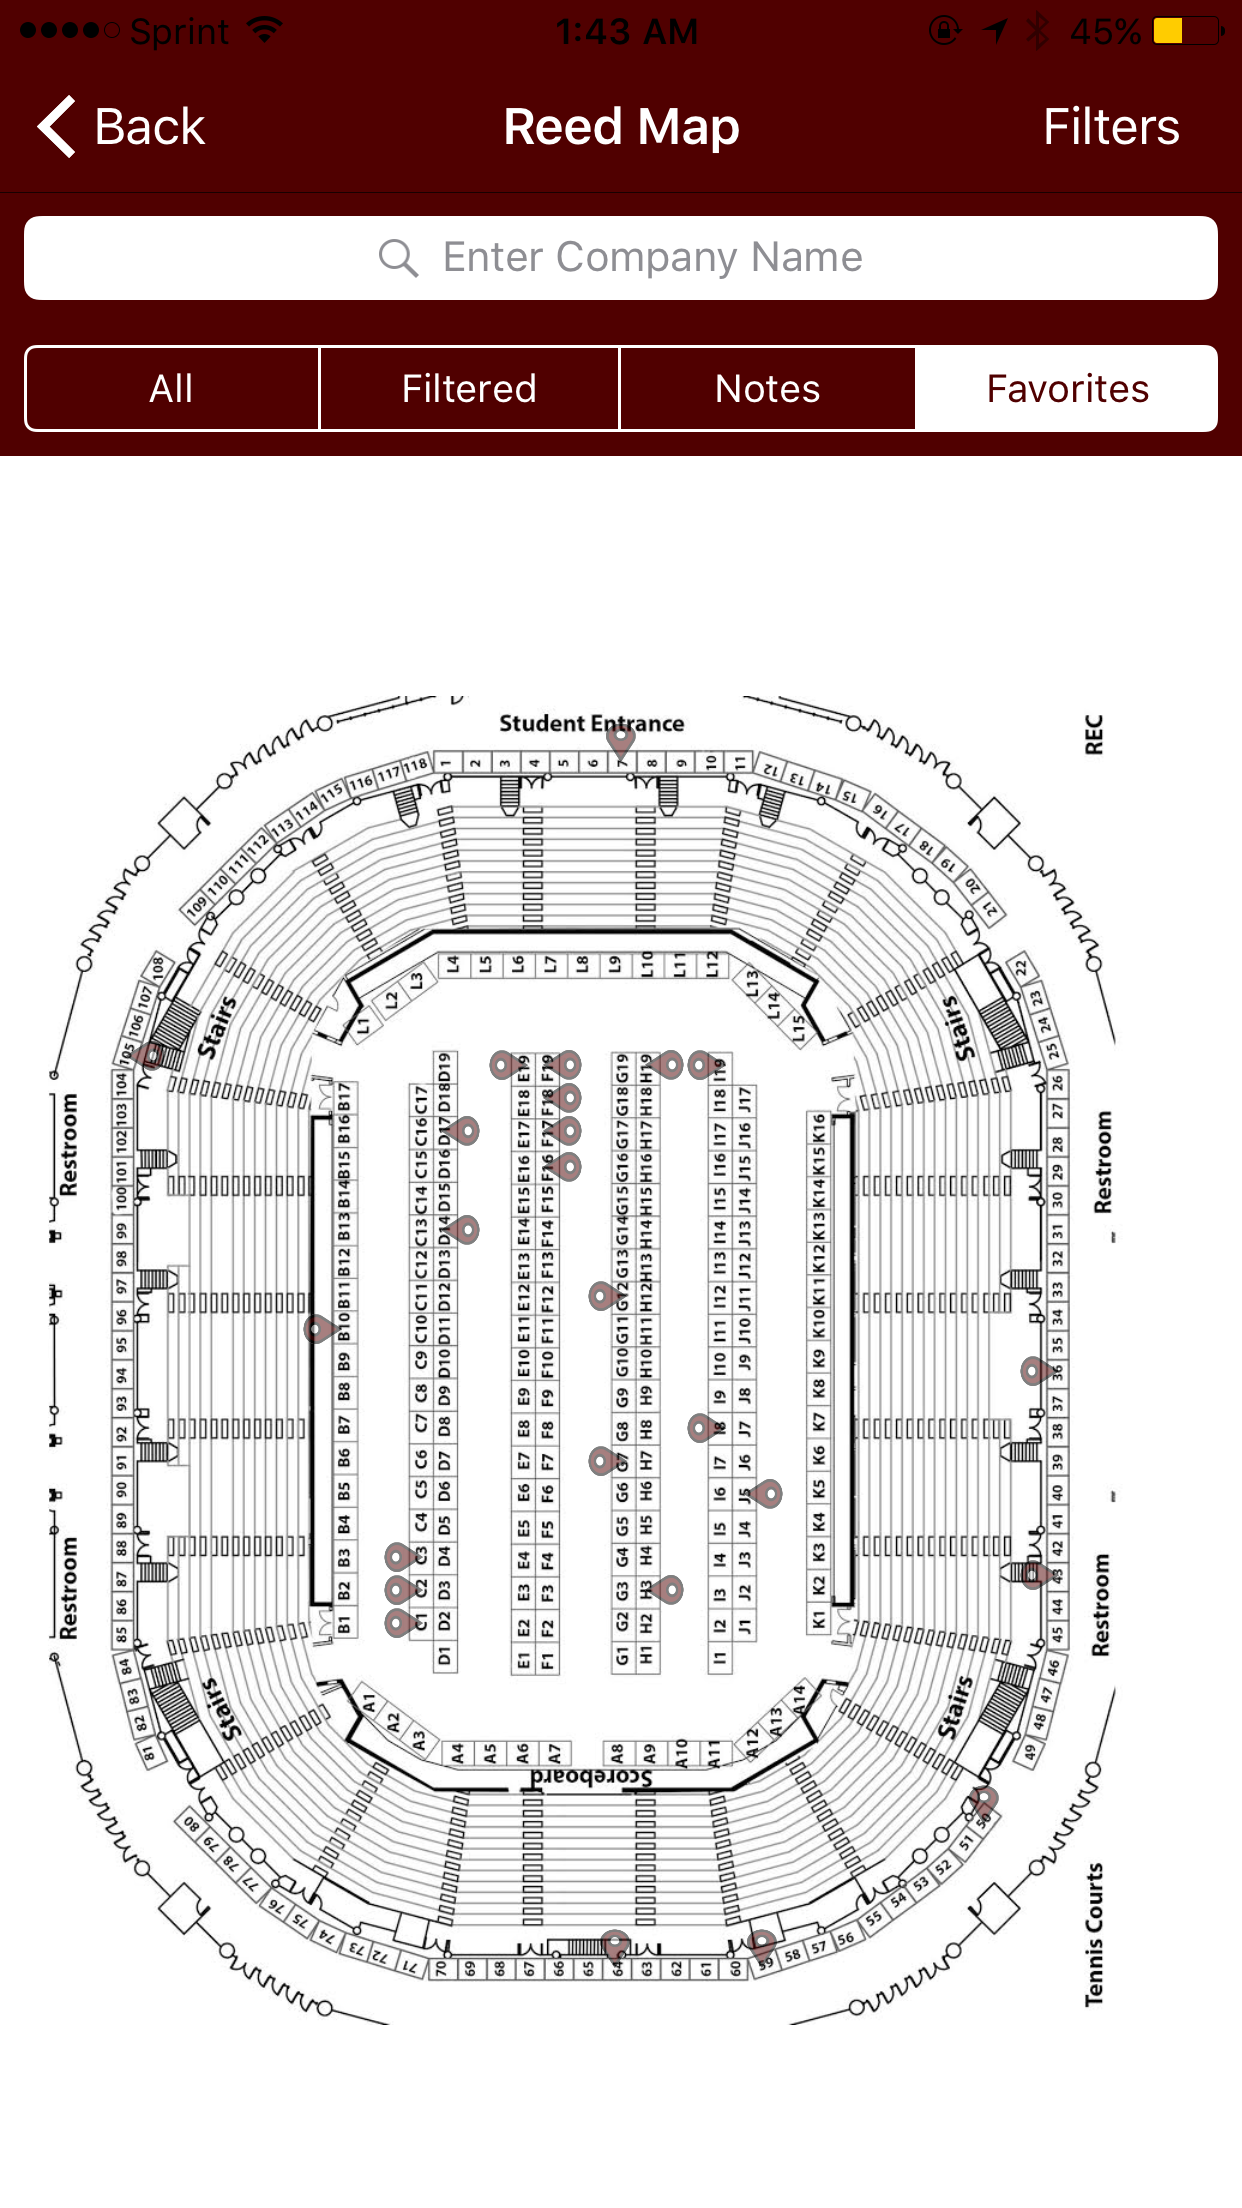 Sprint 1:43 AM 45%
Back Reed Map Filters
Enter Company Name
All Filtered Notes Favorites
Student Entrance
REC
1 2 3 4 5 6 7 8 9 10 11
12 13 14 15 16 17 18 19 20 21
22 23 24 25
26 27 28 29 30 31 32 33 34 35 36 37 38 39 40 41 42 43 44 45
46 47 48 49
50 51 52 53 54 55 56 57 58 59
60 61 62 63 64 65 66 67 68 69 70
71 72 73 74 75 76 77 78 79 80
81 82 83 84
85 86 87 88 89 90 91 92 93 94 95 96 97 98 99 100 101 102 103 104
105 106 107 108
109 110 111 112 113 114 115 116 117 118
Stairs
Stairs
Restroom
Restroom
L1 L2 L3 L4 L5 L6 L7 L8 L9 L10 L11 L12 L13 L14 L15
B1 B2 B3 B4 B5 B6 B7 B8 B9 B10 B11 B12 B13 B14 B15 B16 B17
C1 C2 C3 C4 C5 C6 C7 C8 C9 C10 C11 C12 C13 C14 C15 C16 C17
D1 D2 D3 D4 D5 D6 D7 D8 D9 D10 D11 D12 D13 D14 D15 D16 D17 D18 D19
E1 E2 E3 E4 E5 E6 E7 E8 E9 E10 E11 E12 E13 E14 E15 E16 E17 E18 E19
F1 F2 F3 F4 F5 F6 F7 F8 F9 F10 F11 F12 F13 F14 F15 F16 F17 F18 F19
G1 G2 G3 G4 G5 G6 G7 G8 G9 G10 G11 G12 G13 G14 G15 G16 G17 G18 G19
H1 H2 H3 H4 H5 H6 H7 H8 H9 H10 H11 H12 H13 H14 H15 H16 H17 H18 H19
I1 I2 I3 I4 I5 I6 I7 I8 I9 I10 I11 I12 I13 I14 I15 I16 I17 I18 I19
J1 J2 J3 J4 J5 J6 J7 J8 J9 J10 J11 J12 J13 J14 J15 J16 J17
K1 K2 K3 K4 K5 K6 K7 K8 K9 K10 K11 K12 K13 K14 K15 K16
A1 A2 A3 A4 A5 A6 A7 A8 A9 A10 A11 A12 A13 A14
Scoreboard
Restroom
Restroom
Stairs
Stairs
Tennis Courts